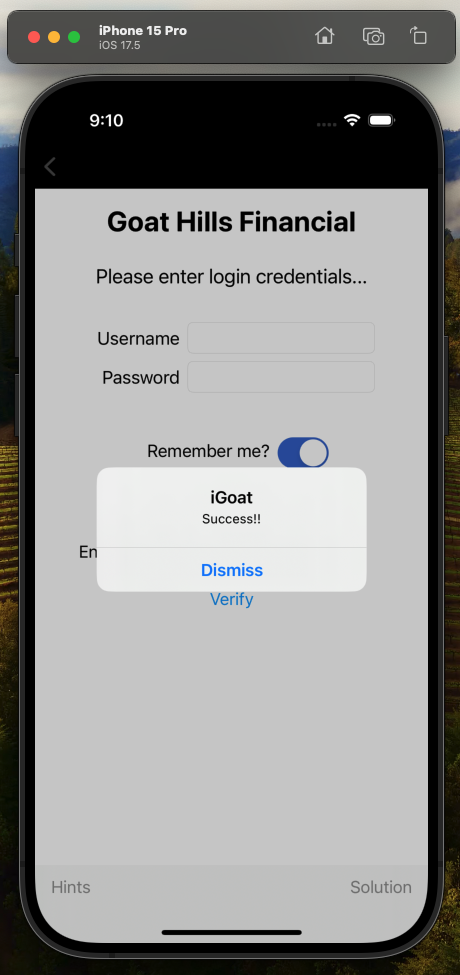 iPhone 15 Pro
iOS 17.5
9:10
Goat Hills Financial
Please enter login credentials...
Username
Password
Remember me?
iGoat
Success!!
En
Dismiss
Verify
Hints
Solution